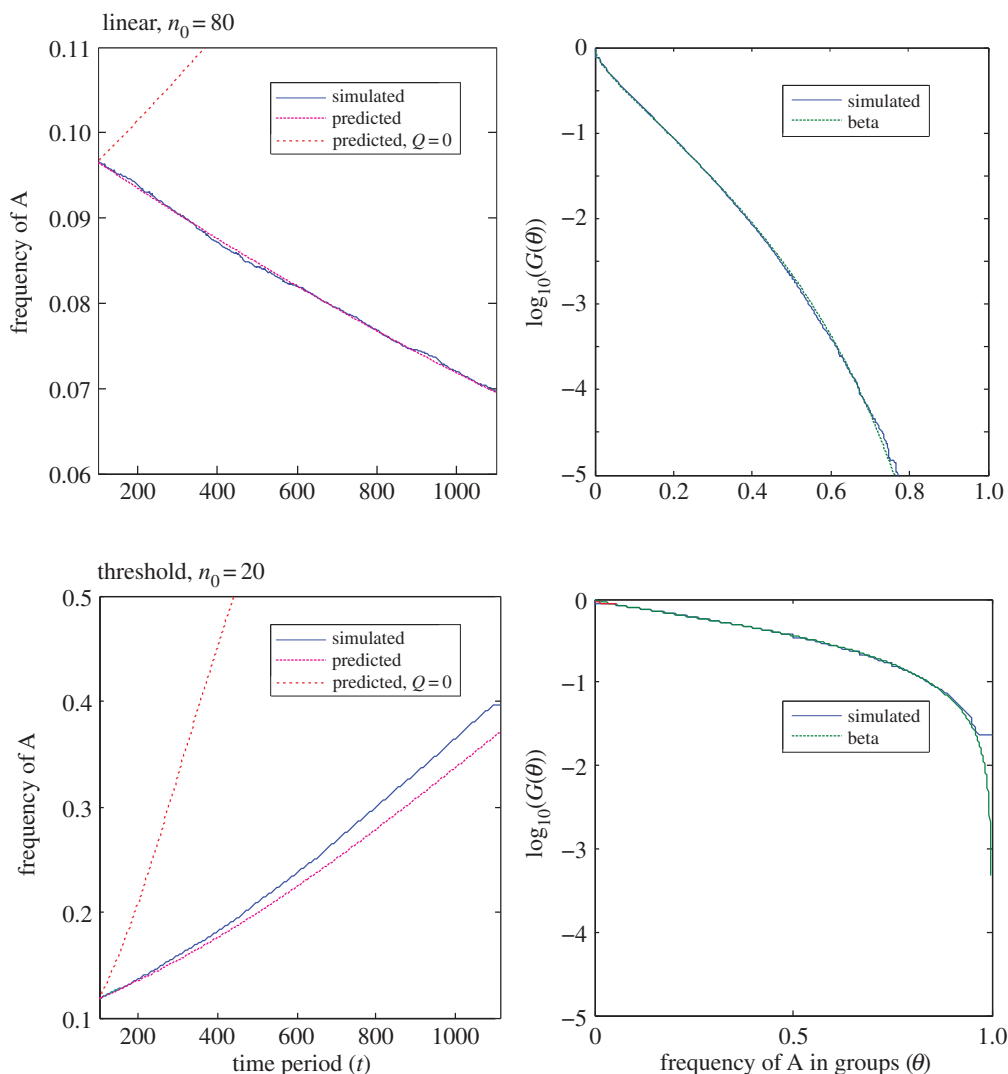 linear, n₀ = 80
0.11
0.10
0.09
0.08
0.07
0.06
frequency of A
200 400 600 800 1000
simulated
predicted
predicted, Q = 0
0
−1
−2
−3
−4
−5
log₁₀(G(θ))
0 0.2 0.4 0.6 0.8 1.0
simulated
beta
threshold, n₀ = 20
0.5
0.4
0.3
0.2
0.1
frequency of A
200 400 600 800 1000
time period (t)
simulated
predicted
predicted, Q = 0
0
−1
−2
−3
−4
−5
log₁₀(G(θ))
0 0.5 1.0
frequency of A in groups (θ)
simulated
beta